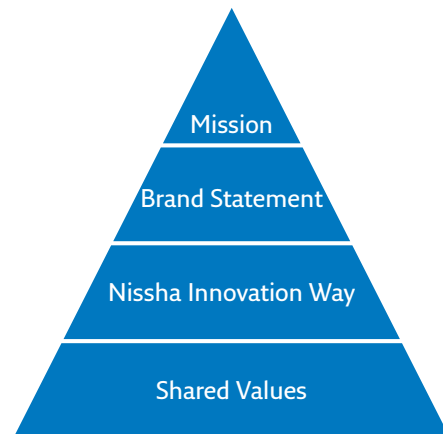 Mission
Brand Statement
Nissha Innovation Way
Shared Values